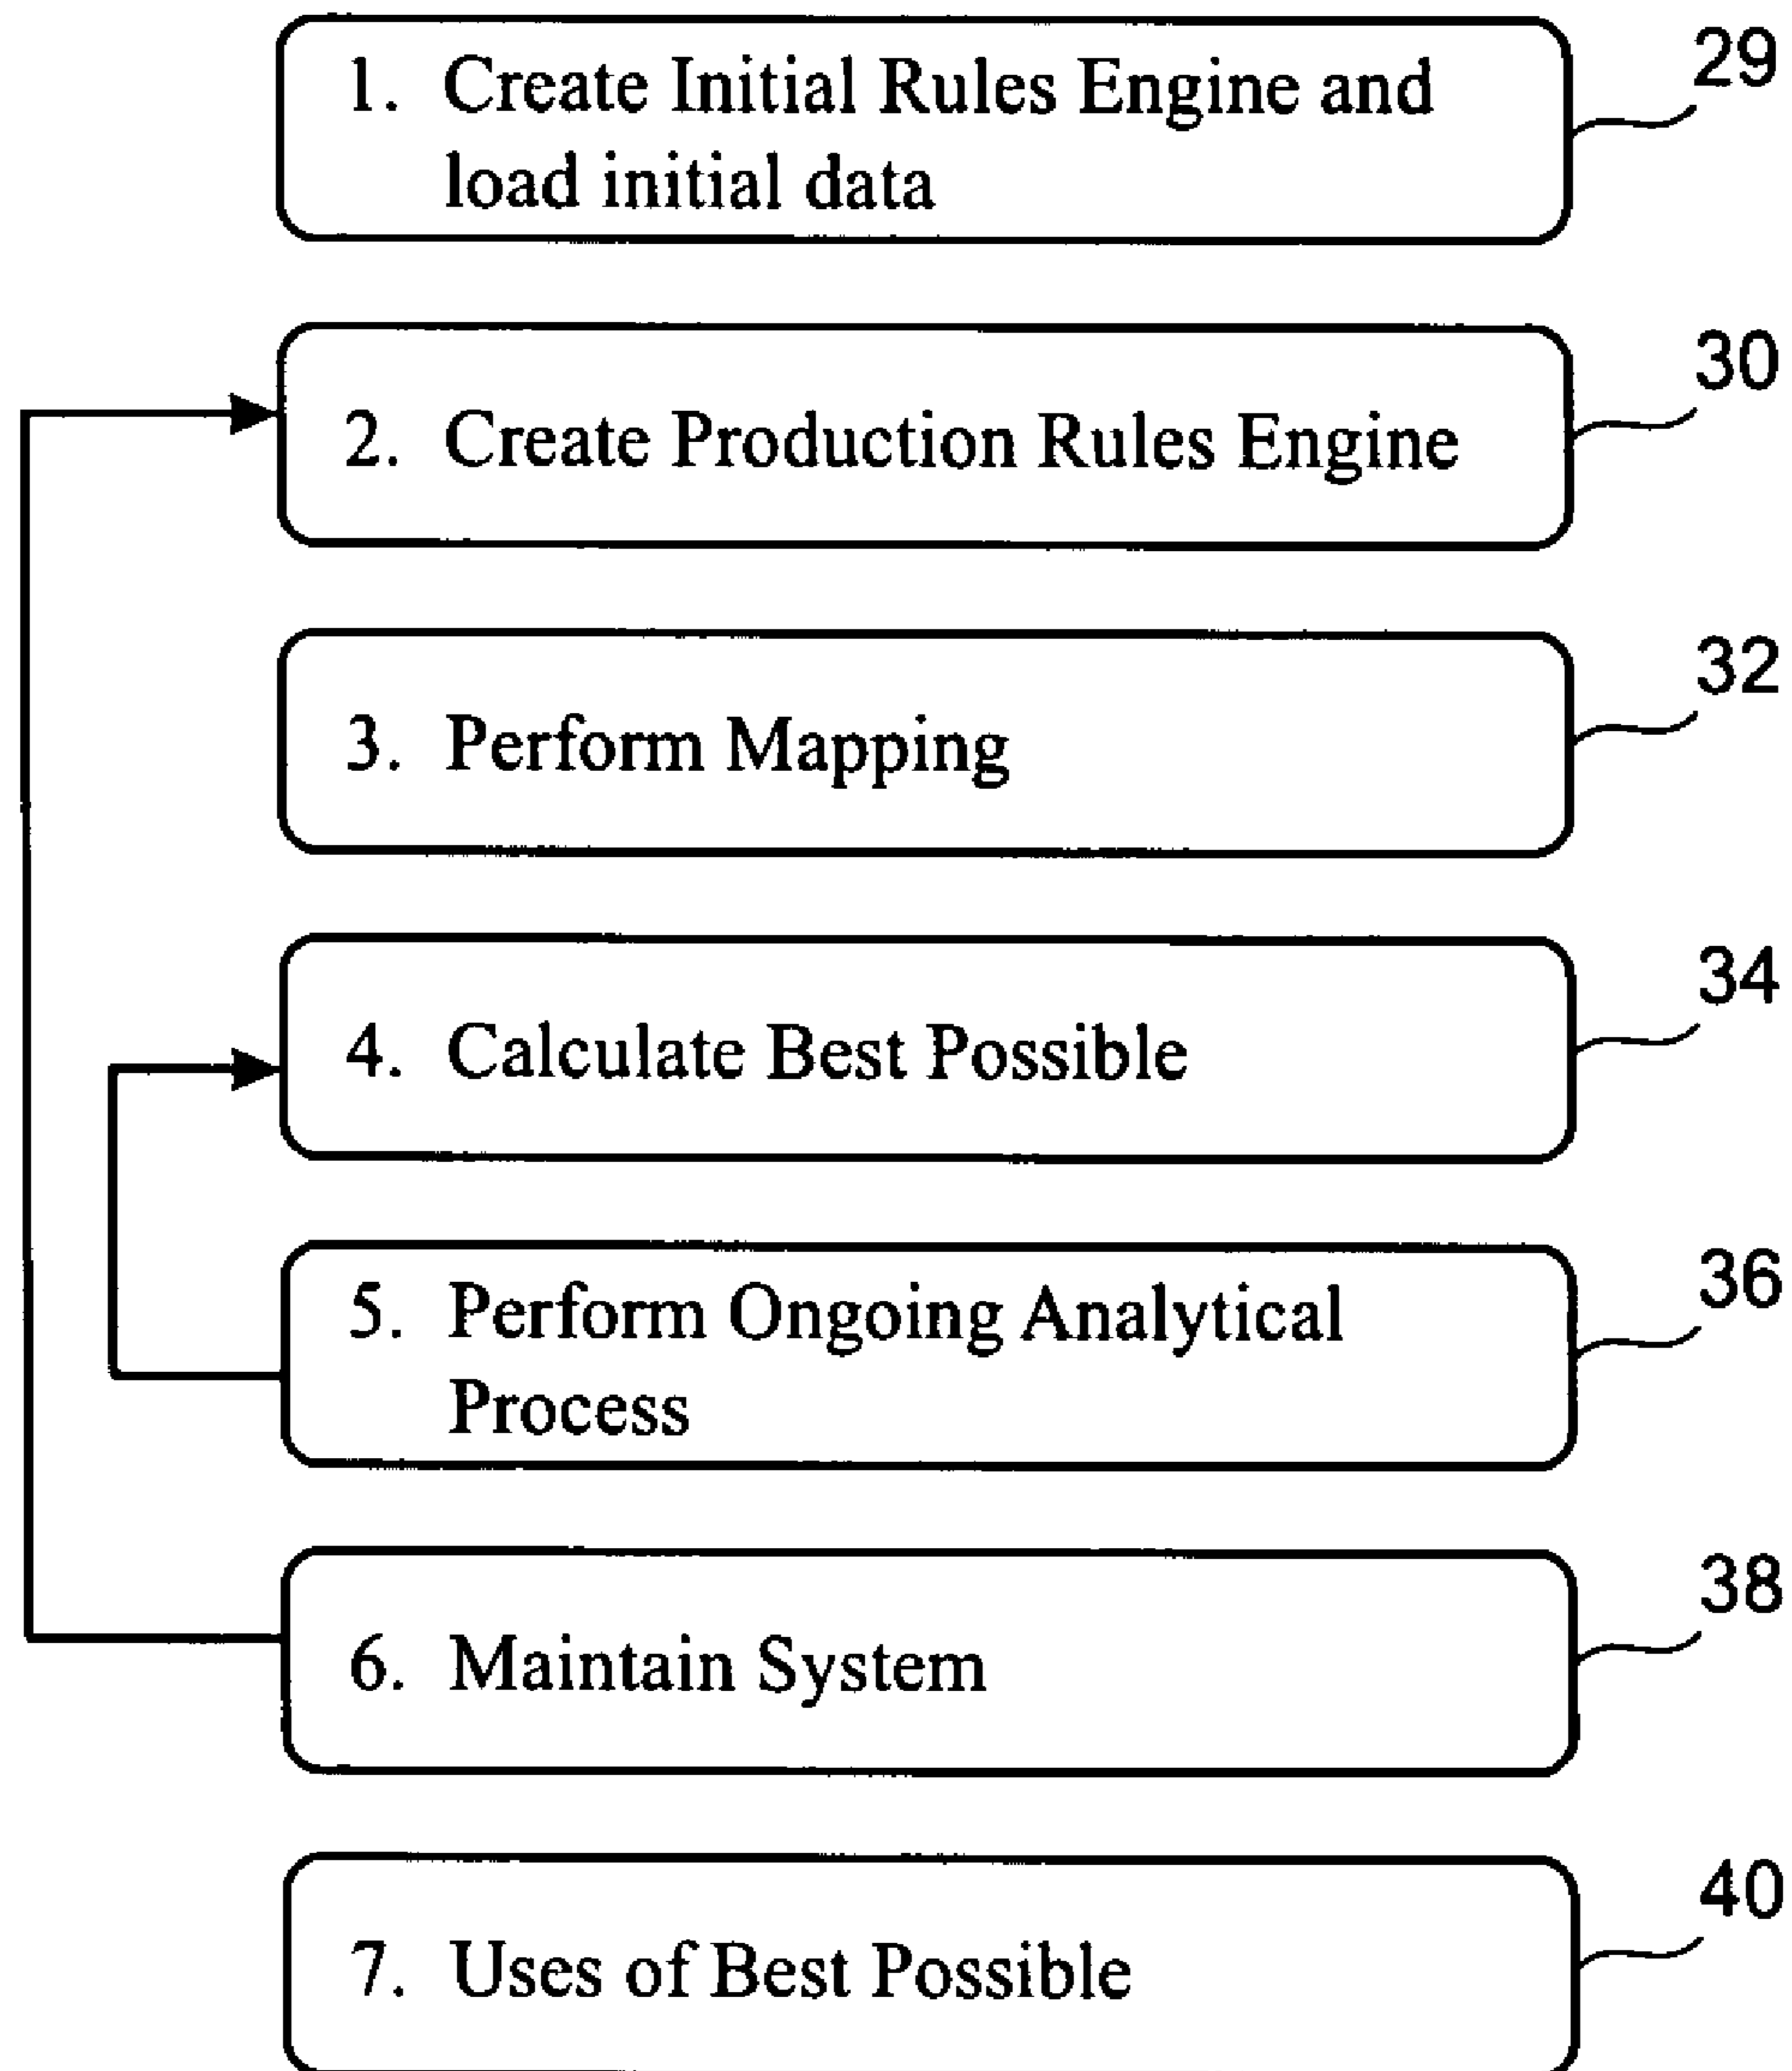 1. Create Initial Rules Engine and
load initial data
29
2. Create Production Rules Engine
30
3. Perform Mapping
32
4. Calculate Best Possible
34
5. Perform Ongoing Analytical
Process
36
6. Maintain System
38
7. Uses of Best Possible
40